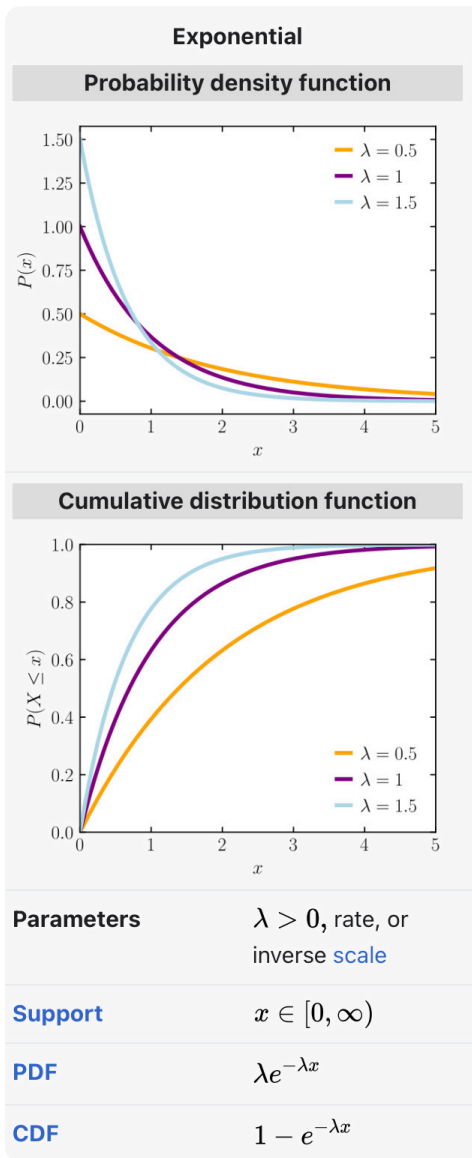 Exponential
Probability density function
1.50
1.25
1.00
0.75
0.50
0.25
0.00
P(x)
λ = 0.5
λ = 1
λ = 1.5
0 1 2 3 4 5
x
Cumulative distribution function
1.0
0.8
0.6
0.4
0.2
0.0
P(X ≤ x)
λ = 0.5
λ = 1
λ = 1.5
0 1 2 3 4 5
x
Parameters λ > 0, rate, or
inverse scale
Support x ∈ [0, ∞)
PDF λe^{−λx}
CDF 1 − e^{−λx}